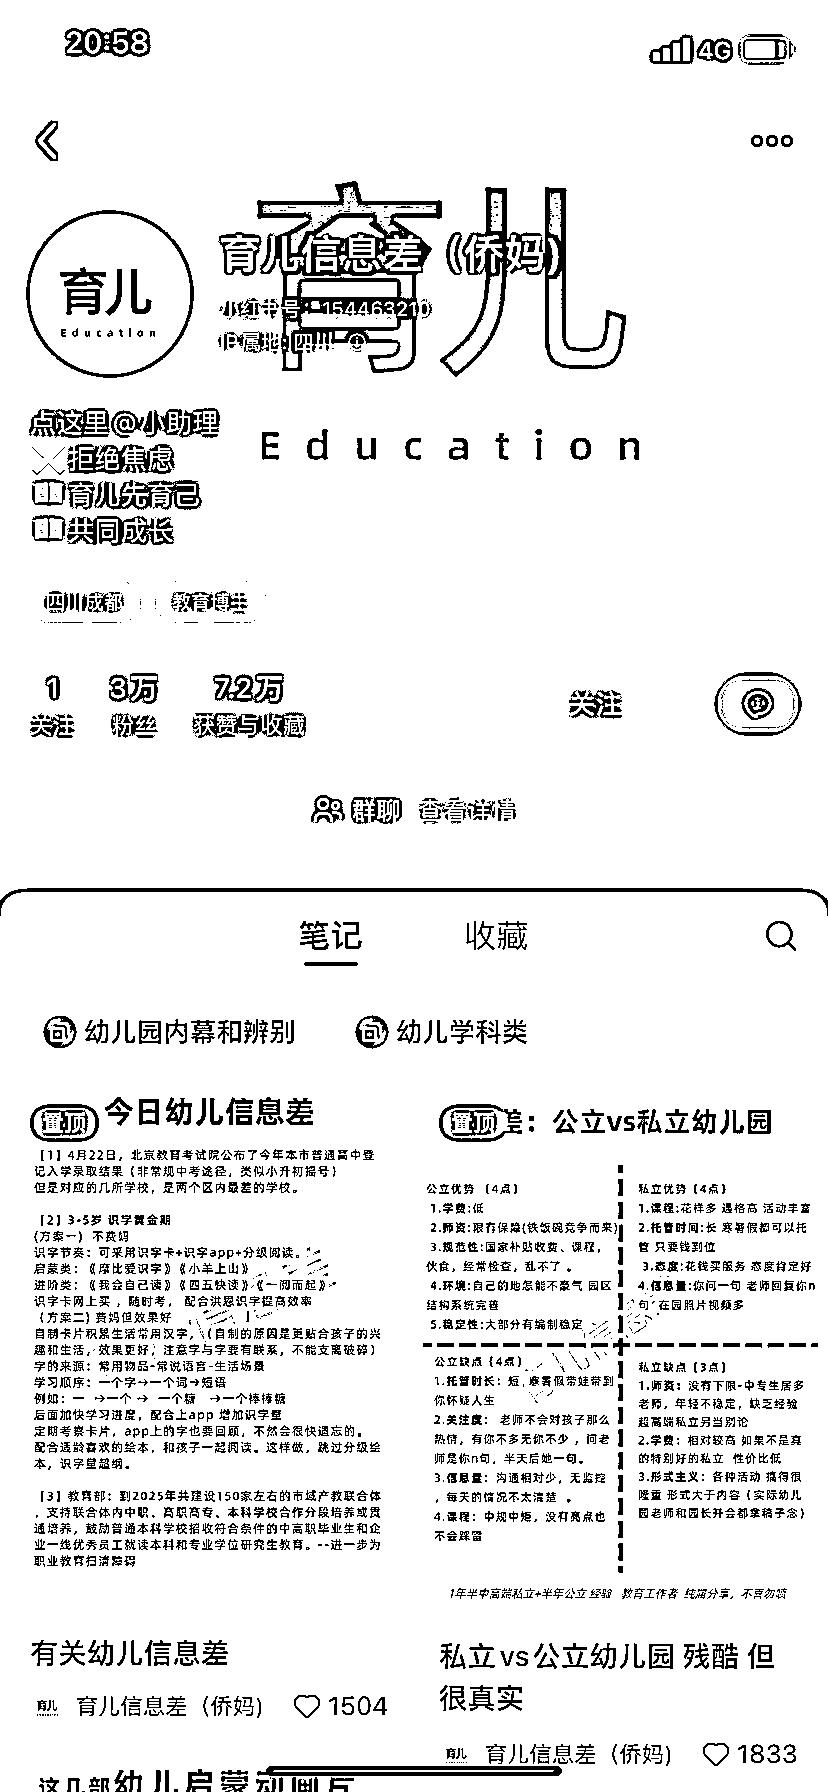 20:58
4G
育儿
Education
育儿信息差（侨妈）
小红书号：154463210
IP属地：四川
育儿
Education
点这里@小助理
拒绝焦虑
育儿先育己
共同成长
四川成都
教育博主
1 关注
3万 粉丝
7.2万 获赞与收藏
关注
群聊 查看详情
笔记 收藏
幼儿园内幕和辨别 幼儿学科类
置顶 今日幼儿信息差
［1］4月22日，北京教育考试院公布了今年本市普通高中登
记入学录取结果（非常规中考途径，类似小升初摇号）
但是对应的几所学校，是两个区内最差的学校。
［2］3-5岁 识字黄金期
(方案一) 不费妈
识字节奏：可采用识字卡+识字app+分级阅读。
启蒙类：《摩比爱识字》《小羊上山》
进阶类：《我会自己读》《四五快读》《一阅而起》
识字卡网上买，随时考， 配合洪恩识字提高效率
（方案二）费妈但效果好
自制卡片积累生活常用汉字，（自制的原因是更贴合孩子的兴
趣和生活，效果更好，注意字与字要有联系，不能支离破碎）
字的来源：常用物品-常说语言-生活场景
学习顺序：一个字→一个词→短语
例如：一 →一个 → 一个糖 →一个棒棒糖
后面加快学习进度，配合上app 增加识字量
定期考察卡片，app上的字也要回顾，不然会很快遗忘的。
配合适龄喜欢的绘本，和孩子一起阅读。这样做，跳过分级绘
本，识字量超纲。
［3］教育部：到2025年共建设150家左右的市域产教联合体
，支持联合体内中职、高职高专、本科学校合作分段培养或贯
通培养，鼓励普通本科学校招收符合条件的中高职毕业生和企
业一线优秀员工就读本科和专业学位研究生教育。--进一步为
职业教育扫清障碍
有关幼儿信息差
育儿 育儿信息差（侨妈） 1504
这几部幼儿启蒙动画片
置顶 差：公立vs私立幼儿园
公立优势（4点）
1.学费:低
2.师资:限有保障(铁饭碗竞争而来)
3.规范性:国家补贴收费、课程，
伙食，经常检查，乱不了 。
4.环境:自己的地怎能不豪气 园区
结构系统完善
5.稳定性:大部分有编制稳定
私立优势（4点）
1.课程:花样多 遇格高 活动丰富
2.托管时间:长 寒暑假都可以托
管 只要钱到位
3.态度:花钱买服务 态度肯定好
4.信息量:你问一句 老师回复你n
句 在园照片视频多
公立缺点（4点）
1.托管时长：短，寒暑假带娃带到
你怀疑人生
2.关注度： 老师不会对孩子那么
热情，有你不多无你不少 ，问老
师是你n句，半天后她一句。
3.信息量：沟通相对少，无监控
，每天的情况不太清楚 。
4.课程：中规中矩，没有亮点也
不会踩雷
私立缺点（3点）
1.师资：没有下限-中专生居多
老师，年轻不稳定，缺乏经验
超高端私立另当别论
2.学费：相对较高 如果不是真
的特别好的私立 性价比低
3.形式主义：各种活动 搞得很
隆重 形式大于内容（实际幼儿
园老师和园长开会都拿稿子念）
1年半中高端私立+半年公立 经验 教育工作者 纯属分享，不喜勿喷
私立vs公立幼儿园 残酷 但
很真实
育儿 育儿信息差（侨妈） 1833